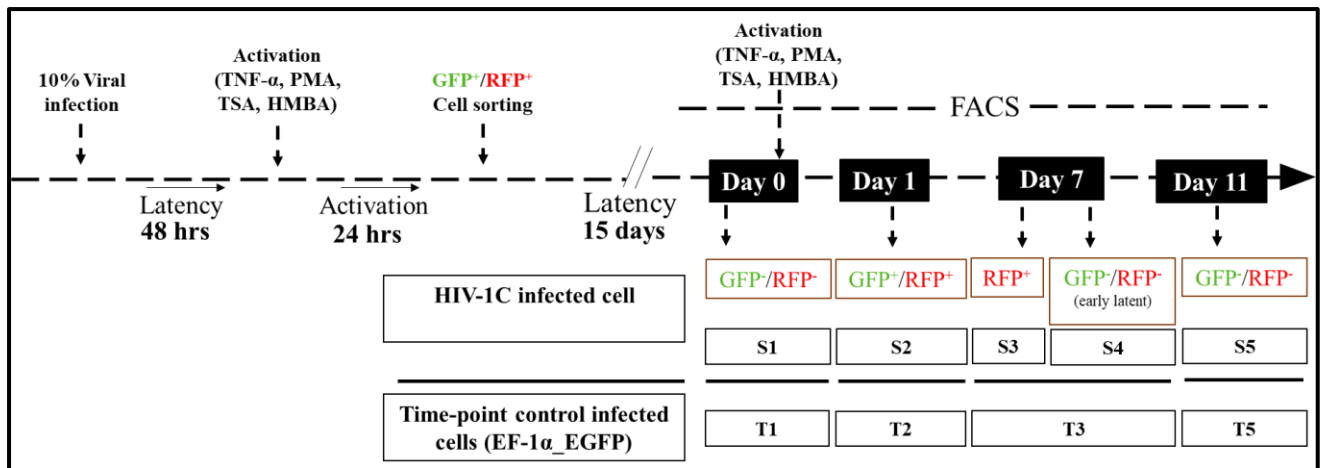 10% Viral
infection
Activation
(TNF-α, PMA,
TSA, HMBA)
GFP⁺/RFP⁺
Cell sorting
Activation
(TNF-α, PMA,
TSA, HMBA)
FACS
Latency
48 hrs
Activation
24 hrs
Latency
15 days
Day 0
Day 1
Day 7
Day 11
HIV-1C infected cell
GFP⁻/RFP⁻
GFP⁺/RFP⁺
RFP⁺
GFP⁻/RFP⁻
(early latent)
GFP⁻/RFP⁻
S1
S2
S3
S4
S5
Time-point control infected
cells (EF-1α_EGFP)
T1
T2
T3
T5